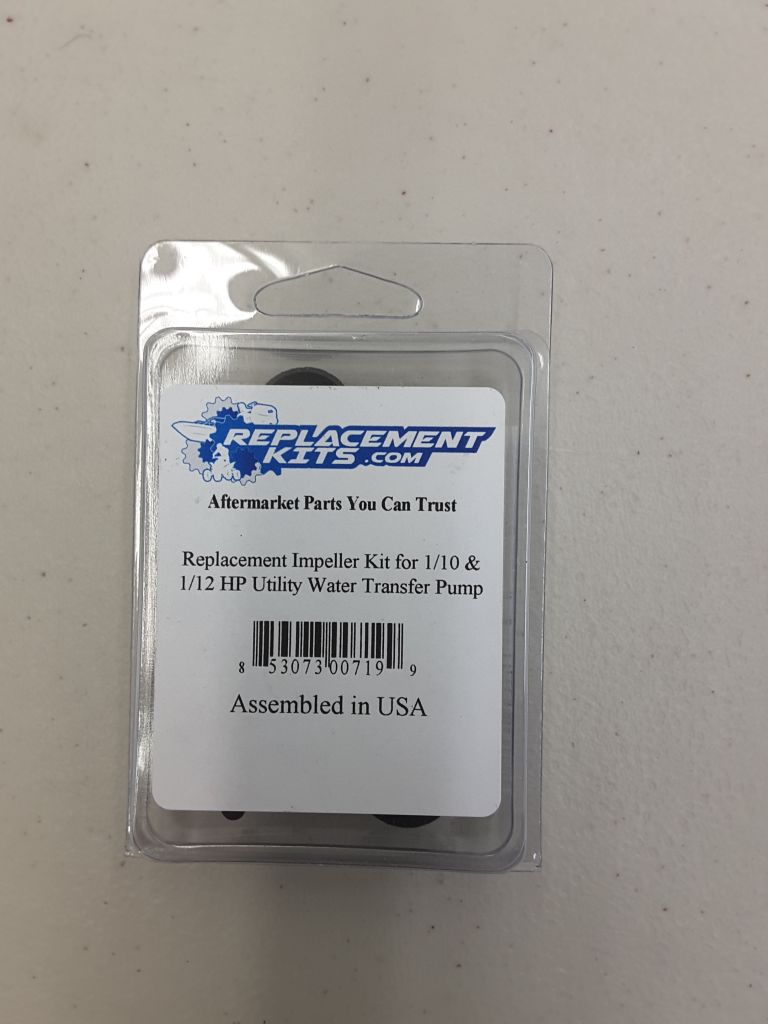 REPLACEMENT
KITS.COM
Aftermarket Parts You Can Trust
Replacement Impeller Kit for 1/10 &
1/12 HP Utility Water Transfer Pump
8 53073 00719 9
Assembled in USA